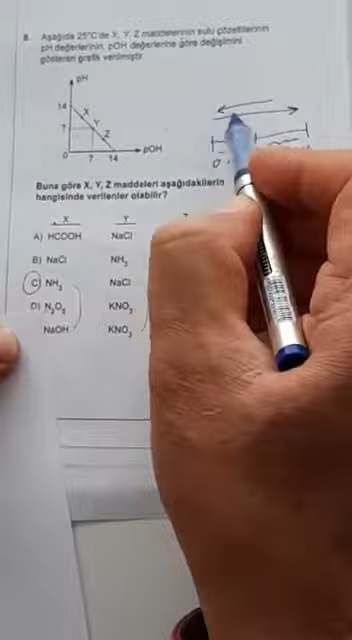 8. Aşağıda 25°C'de X, Y, Z maddelerinin sulu çözeltilerinin
pH değerlerinin, pOH değerlerine göre değişimini
gösteren grafik verilmiştir.
pH
14
X
7
Y
Z
0 7 14 pOH
0
Buna göre X, Y, Z maddeleri aşağıdakilerin
hangisinde verilenler olabilir?
X Y
A) HCOOH NaCl
B) NaCl NH₃
C) NH₃ NaCl
D) N₂O₅ KNO₃
NaOH KNO₃